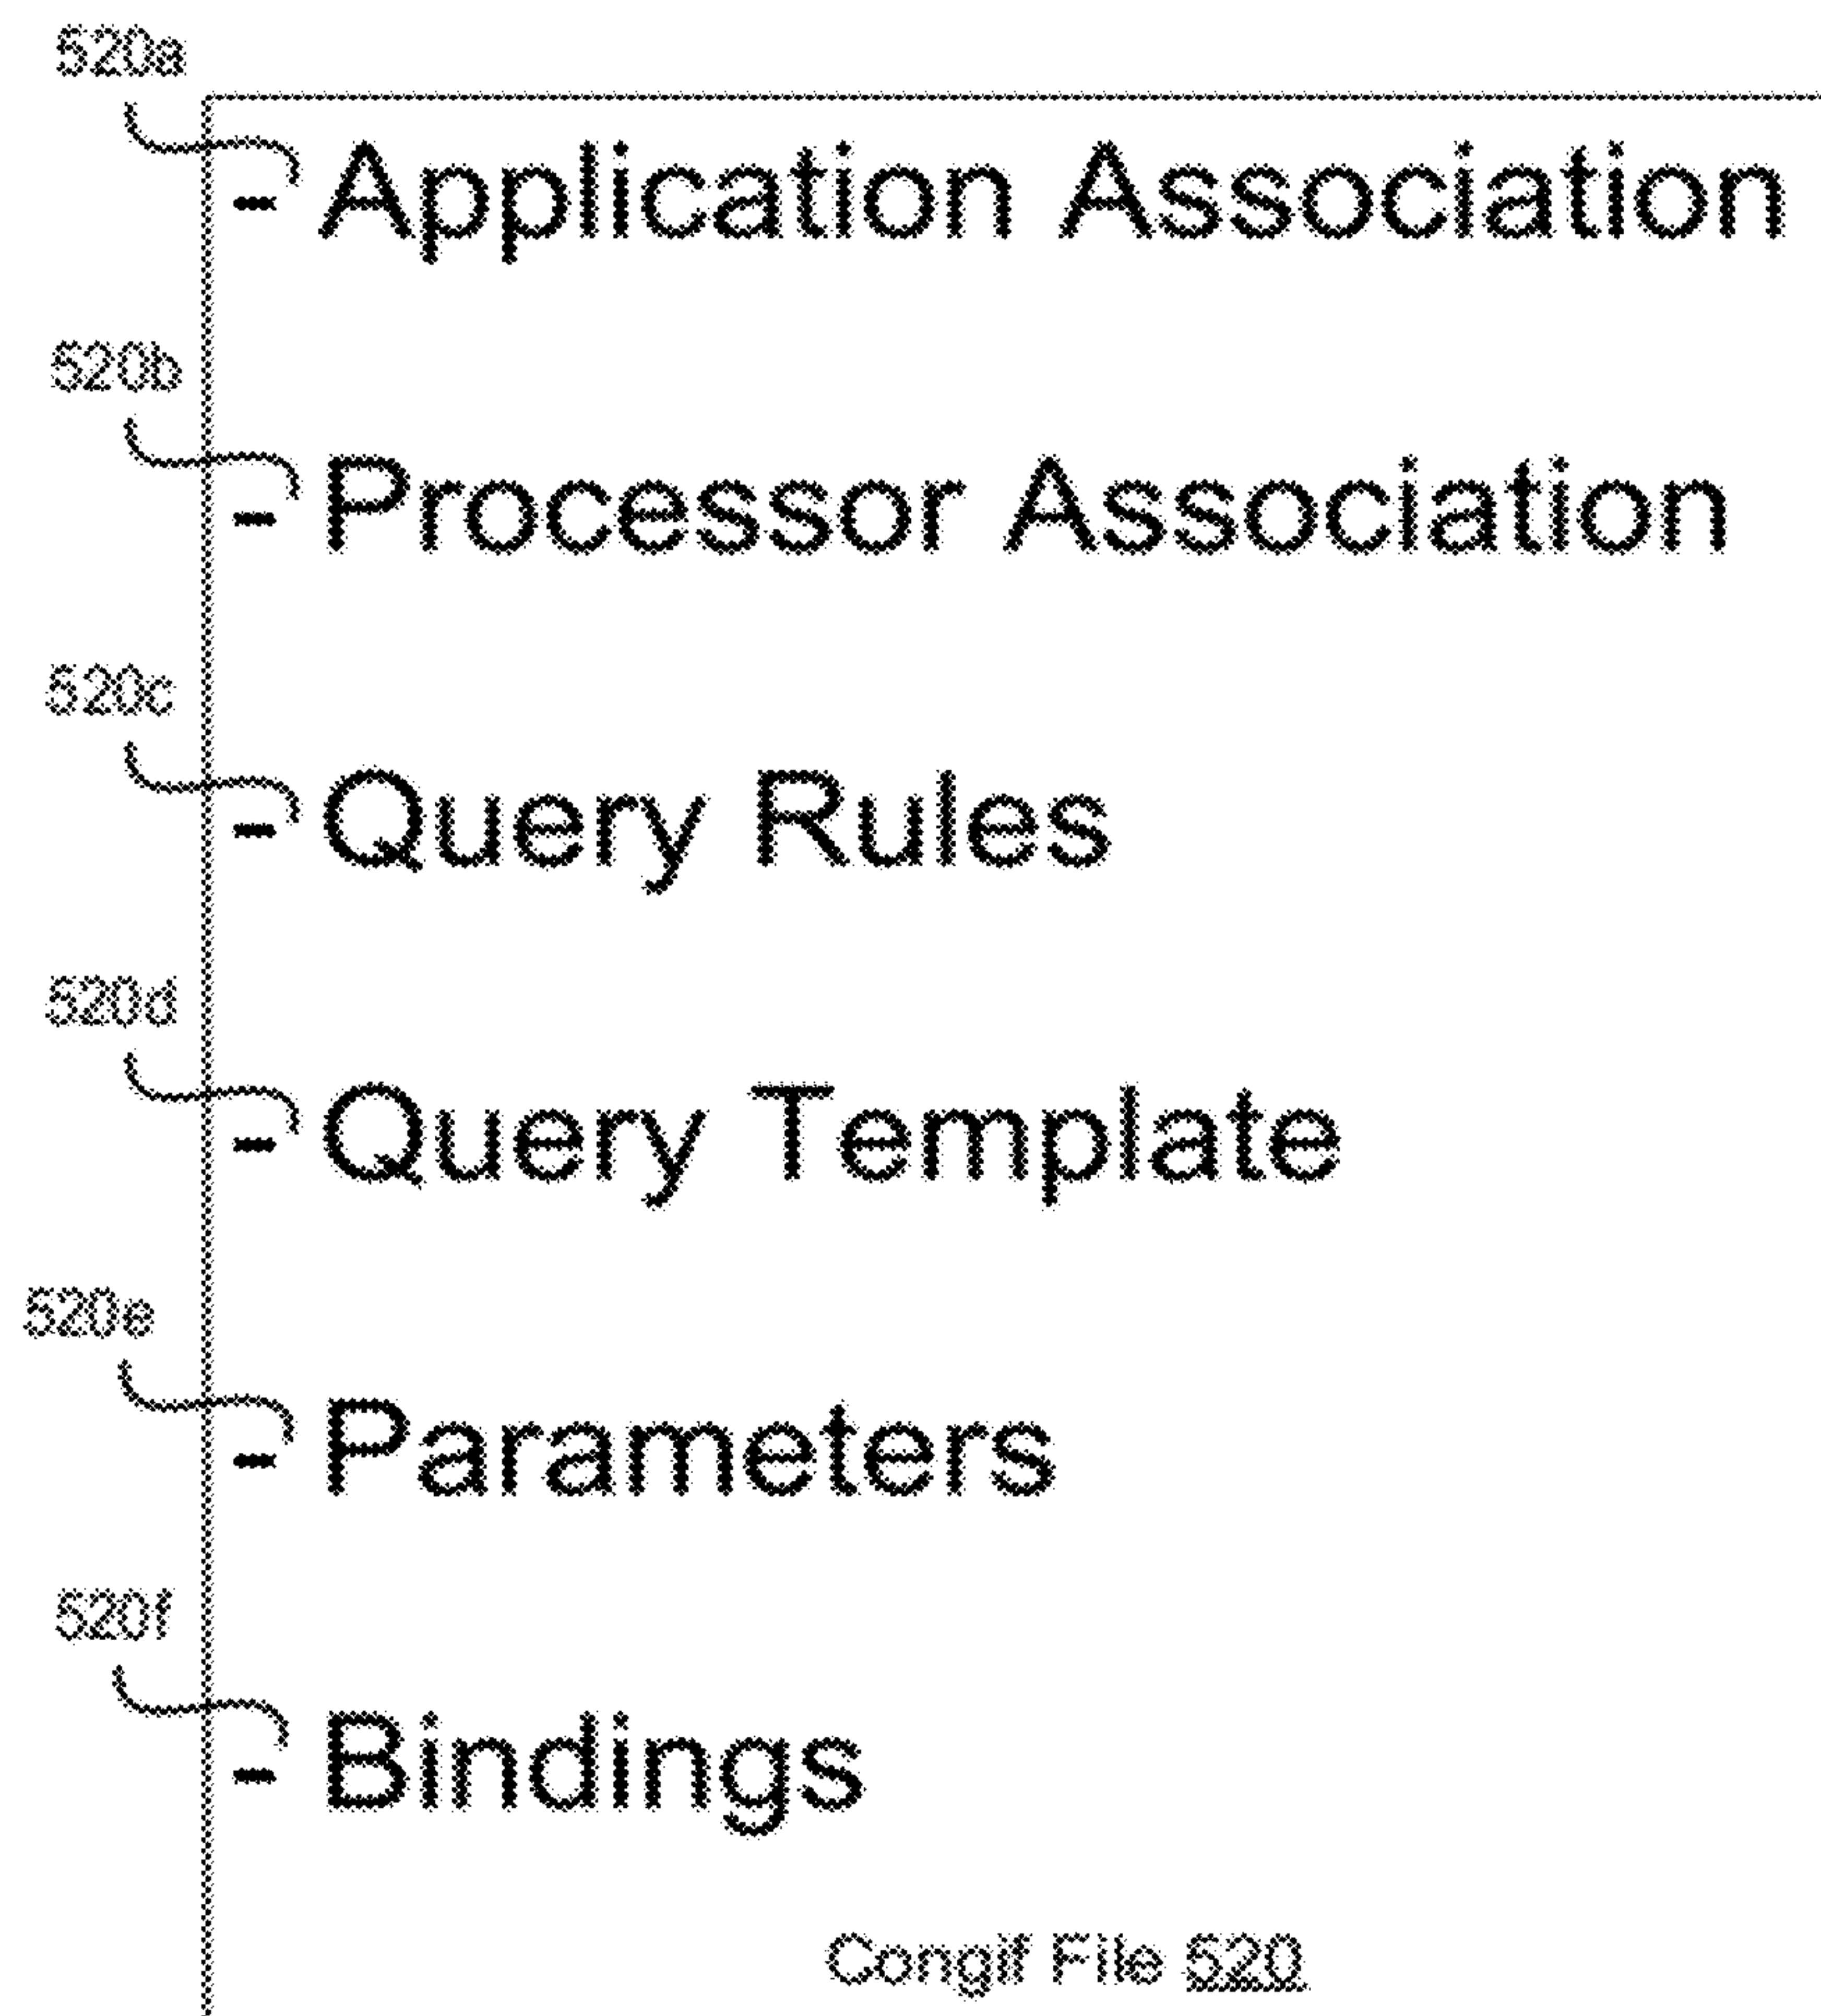 520a
- Application Association
520b
- Processor Association
520c
- Query Rules
520d
- Query Template
520e
- Parameters
520f
- Bindings
Congif File 520